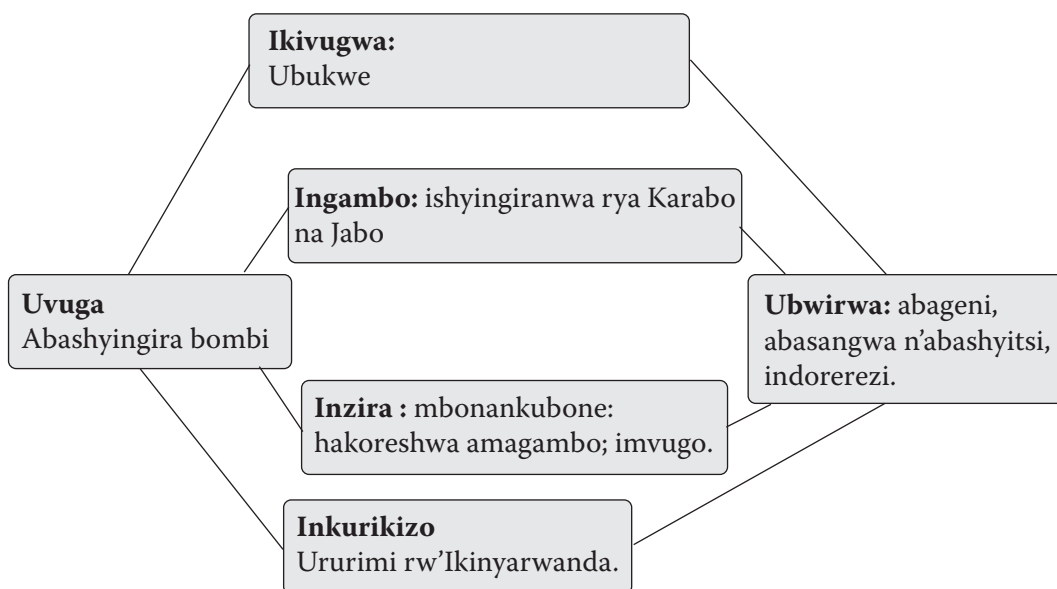 Ikivugwa:
Ubukwe
Ingambo: ishyingiranwa rya Karabo
na Jabo
Uvuga
Abashyingira bombi
Ubwirwa: abageni,
abasangwa n’abashyitsi,
indorerezi.
Inzira : mbonankubone:
hakoreshwa amagambo; imvugo.
Inkurikizo
Ururimi rw’Ikinyarwanda.